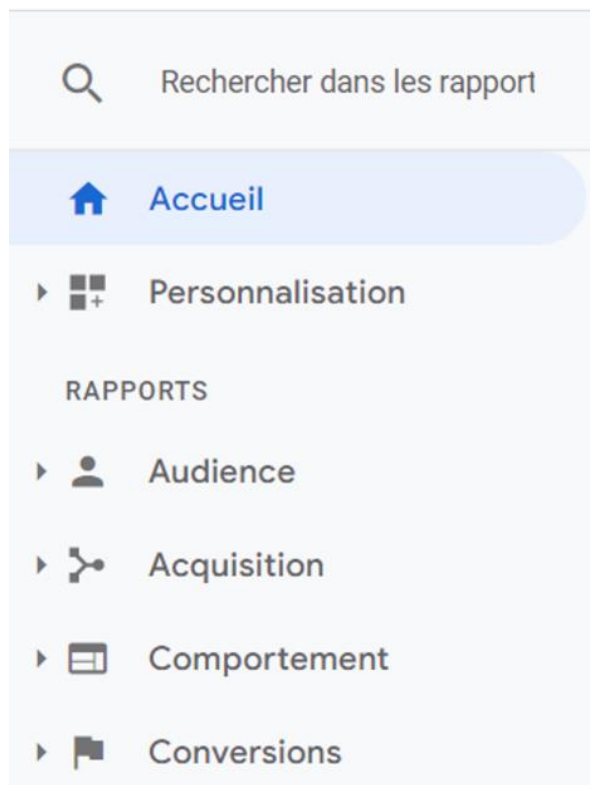 Rechercher dans les rapport
Accueil
Personnalisation
RAPPORTS
Audience
Acquisition
Comportement
Conversions